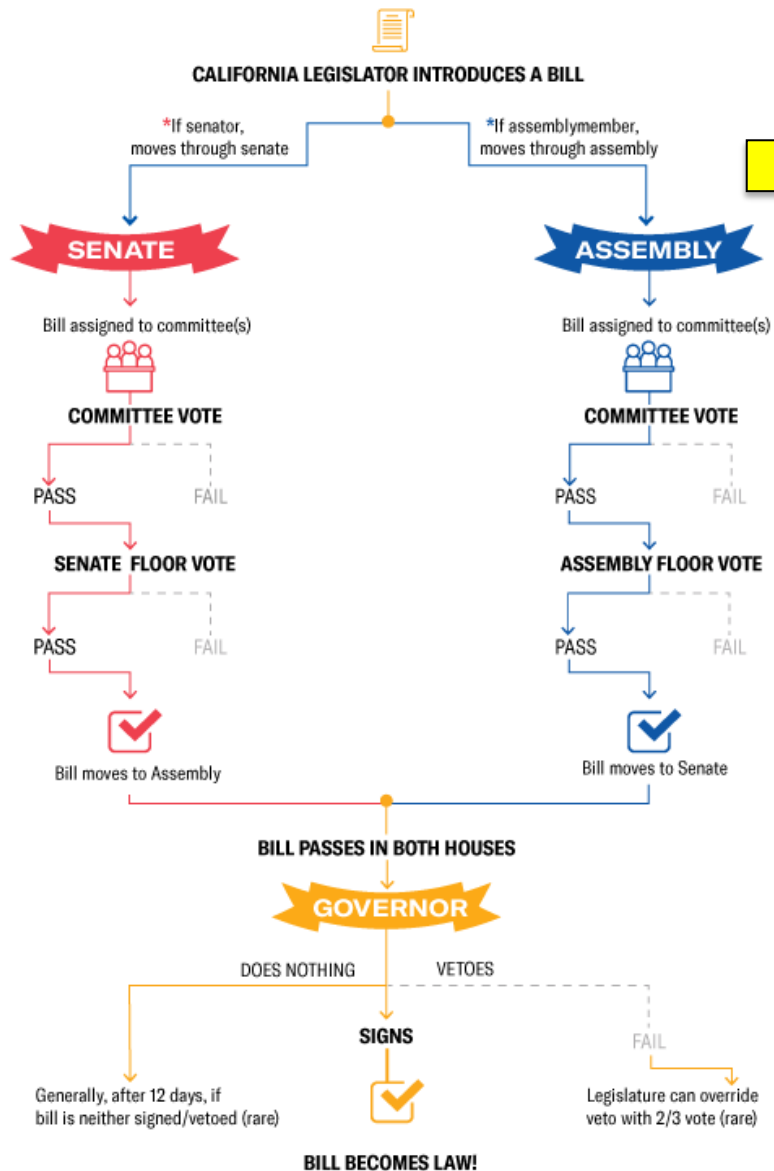 CALIFORNIA LEGISLATOR INTRODUCES A BILL
*If senator,
moves through senate
*If assemblymember,
moves through assembly
SENATE
ASSEMBLY
Bill assigned to committee(s)
Bill assigned to committee(s)
COMMITTEE VOTE
COMMITTEE VOTE
PASS
FAIL
PASS
FAIL
SENATE FLOOR VOTE
ASSEMBLY FLOOR VOTE
PASS
FAIL
PASS
FAIL
Bill moves to Assembly
Bill moves to Senate
BILL PASSES IN BOTH HOUSES
GOVERNOR
DOES NOTHING
VETOES
SIGNS
FAIL
Generally, after 12 days, if
bill is neither signed/vetoed (rare)
Legislature can override
veto with 2/3 vote (rare)
BILL BECOMES LAW!